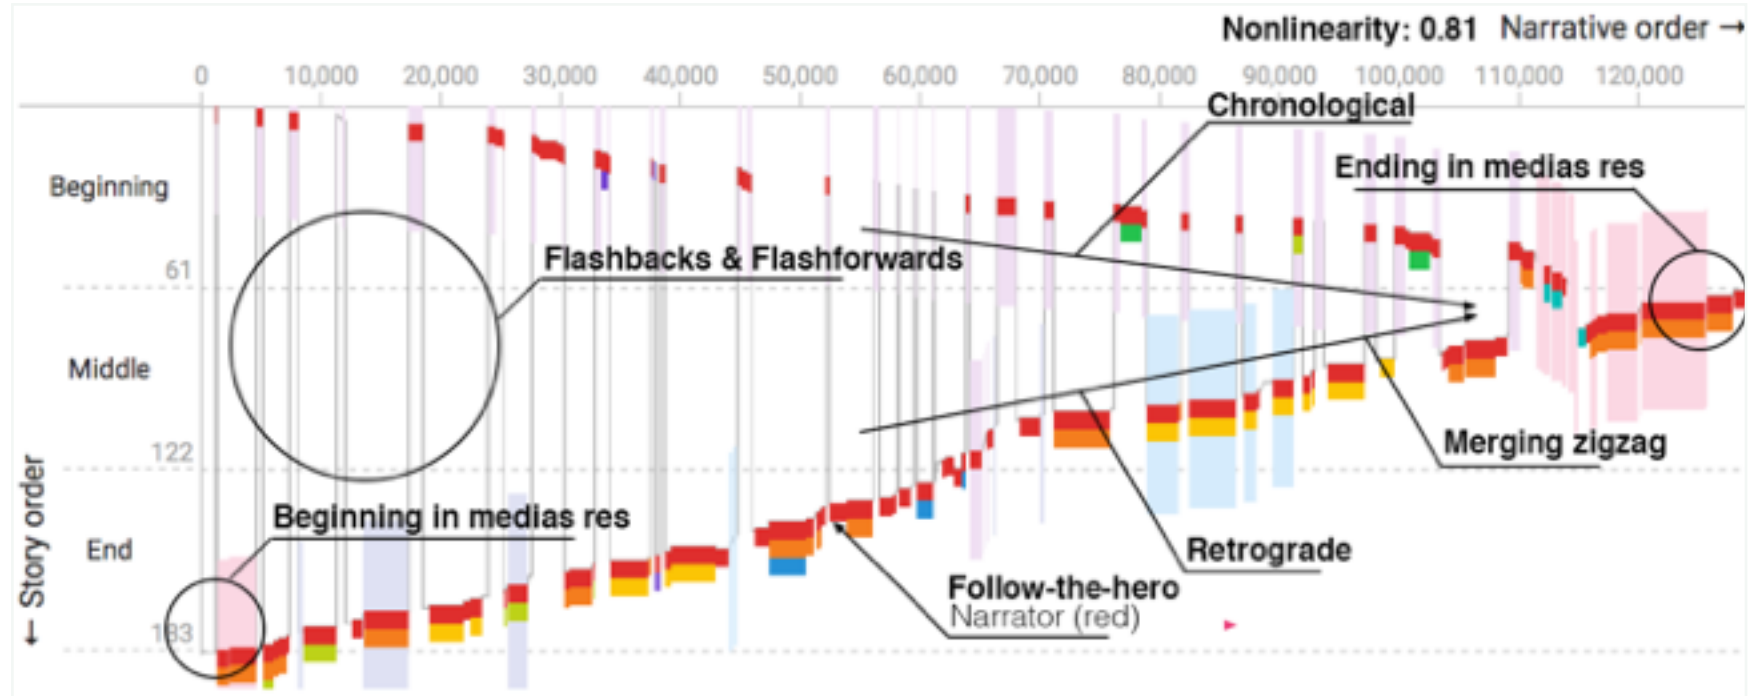 Nonlinearity: 0.81 Narrative order →
0 10,000 20,000 30,000 40,000 50,000 60,000 70,000 80,000 90,000 100,000 110,000 120,000
Chronological
Ending in medias res
Beginning
Flashbacks & Flashforwards
61
Middle
Merging zigzag
122
← Story order
Beginning in medias res
End
Retrograde
Follow-the-hero
Narrator (red)
183